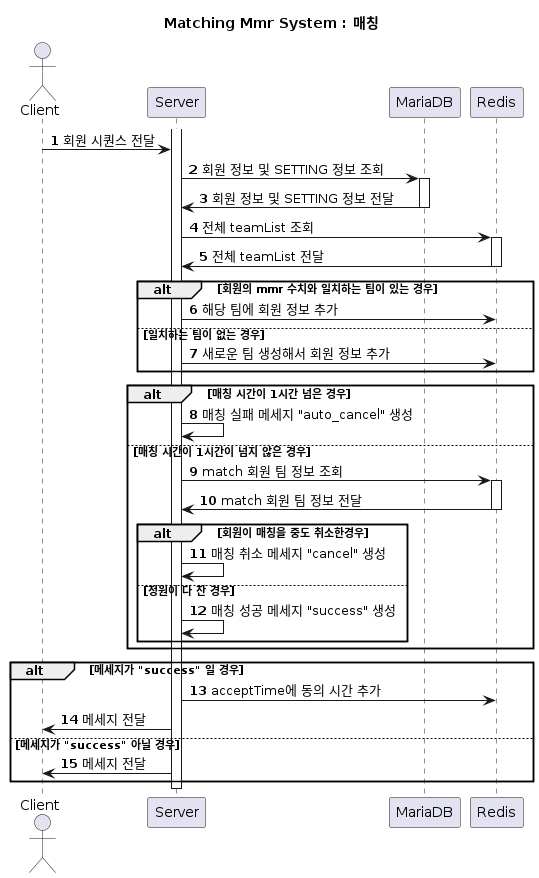 Matching Mmr System : 매칭
Client
Server
MariaDB
Redis
1 회원 시퀀스 전달
2 회원 정보 및 SETTING 정보 조회
3 회원 정보 및 SETTING 정보 전달
4 전체 teamList 조회
5 전체 teamList 전달
alt [회원의 mmr 수치와 일치하는 팀이 있는 경우]
6 해당 팀에 회원 정보 추가
[일치하는 팀이 없는 경우]
7 새로운 팀 생성해서 회원 정보 추가
alt [매칭 시간이 1시간 넘은 경우]
8 매칭 실패 메세지 "auto_cancel" 생성
[매칭 시간이 1시간이 넘지 않은 경우]
9 match 회원 팀 정보 조회
10 match 회원 팀 정보 전달
alt [회원이 매칭을 중도 취소한경우]
11 매칭 취소 메세지 "cancel" 생성
[정원이 다 찬 경우]
12 매칭 성공 메세지 "success" 생성
alt [메세지가 "success" 일 경우]
13 acceptTime에 동의 시간 추가
14 메세지 전달
[메세지가 "success" 아닐 경우]
15 메세지 전달
Client
Server
MariaDB
Redis